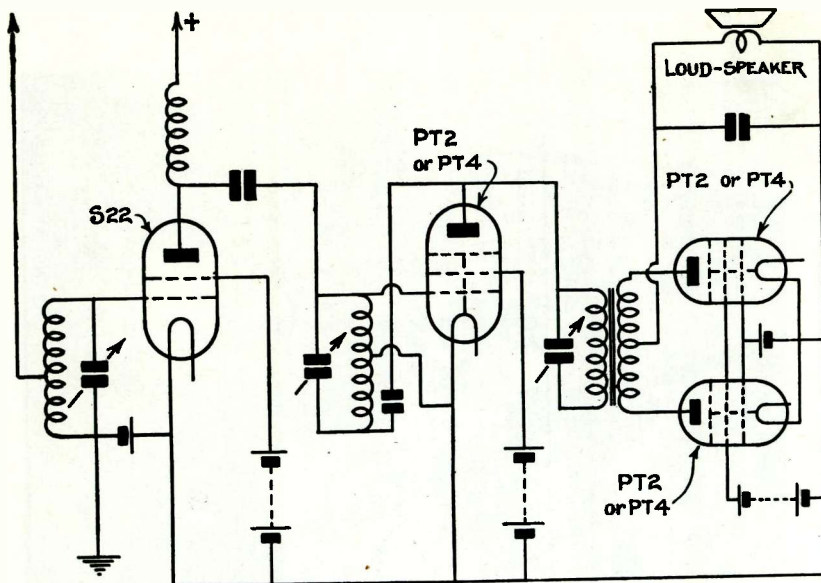 +
LOUD-SPEAKER
PT2
or PT4
PT2 or PT4
S22
PT2
or PT4